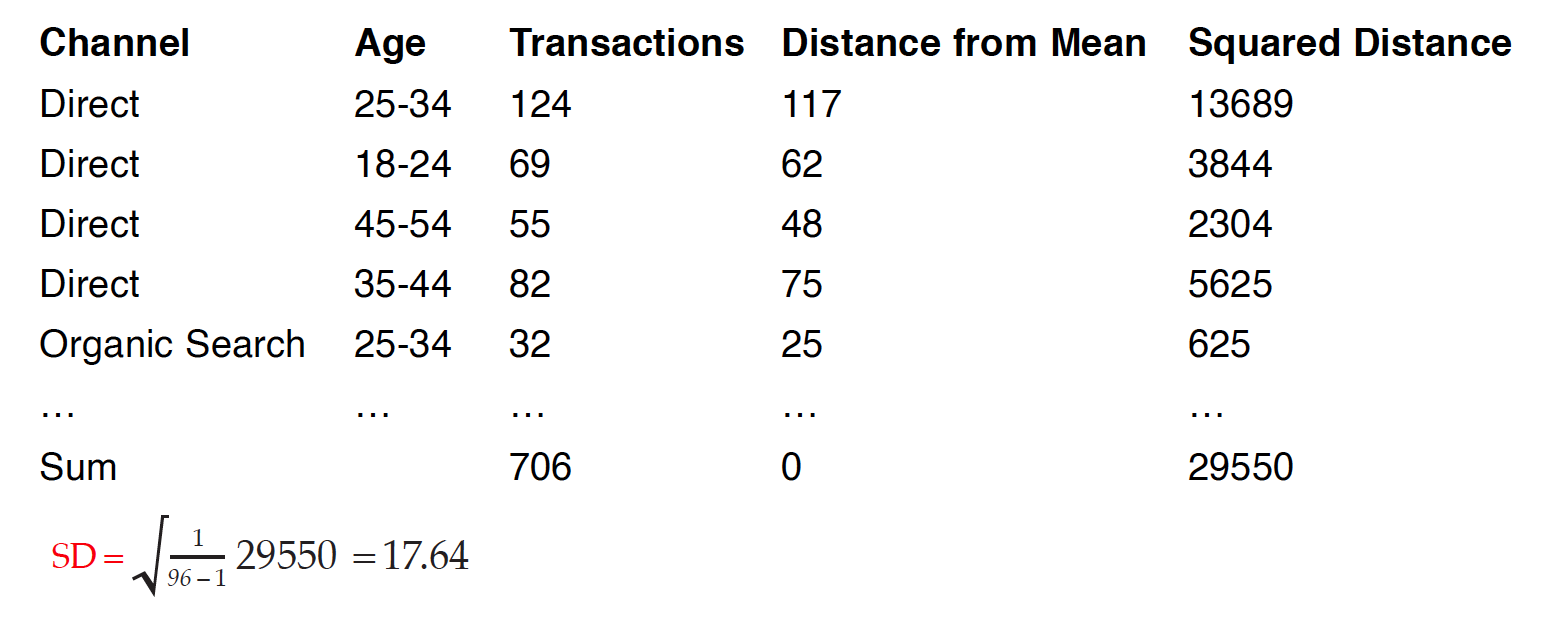 Channel Age Transactions Distance from Mean Squared Distance
Direct 25-34 124 117 13689
Direct 18-24 69 62 3844
Direct 45-54 55 48 2304
Direct 35-44 82 75 5625
Organic Search 25-34 32 25 625
… … … … …
Sum 706 0 29550
SD = √ 1/(96 – 1) 29550 = 17.64